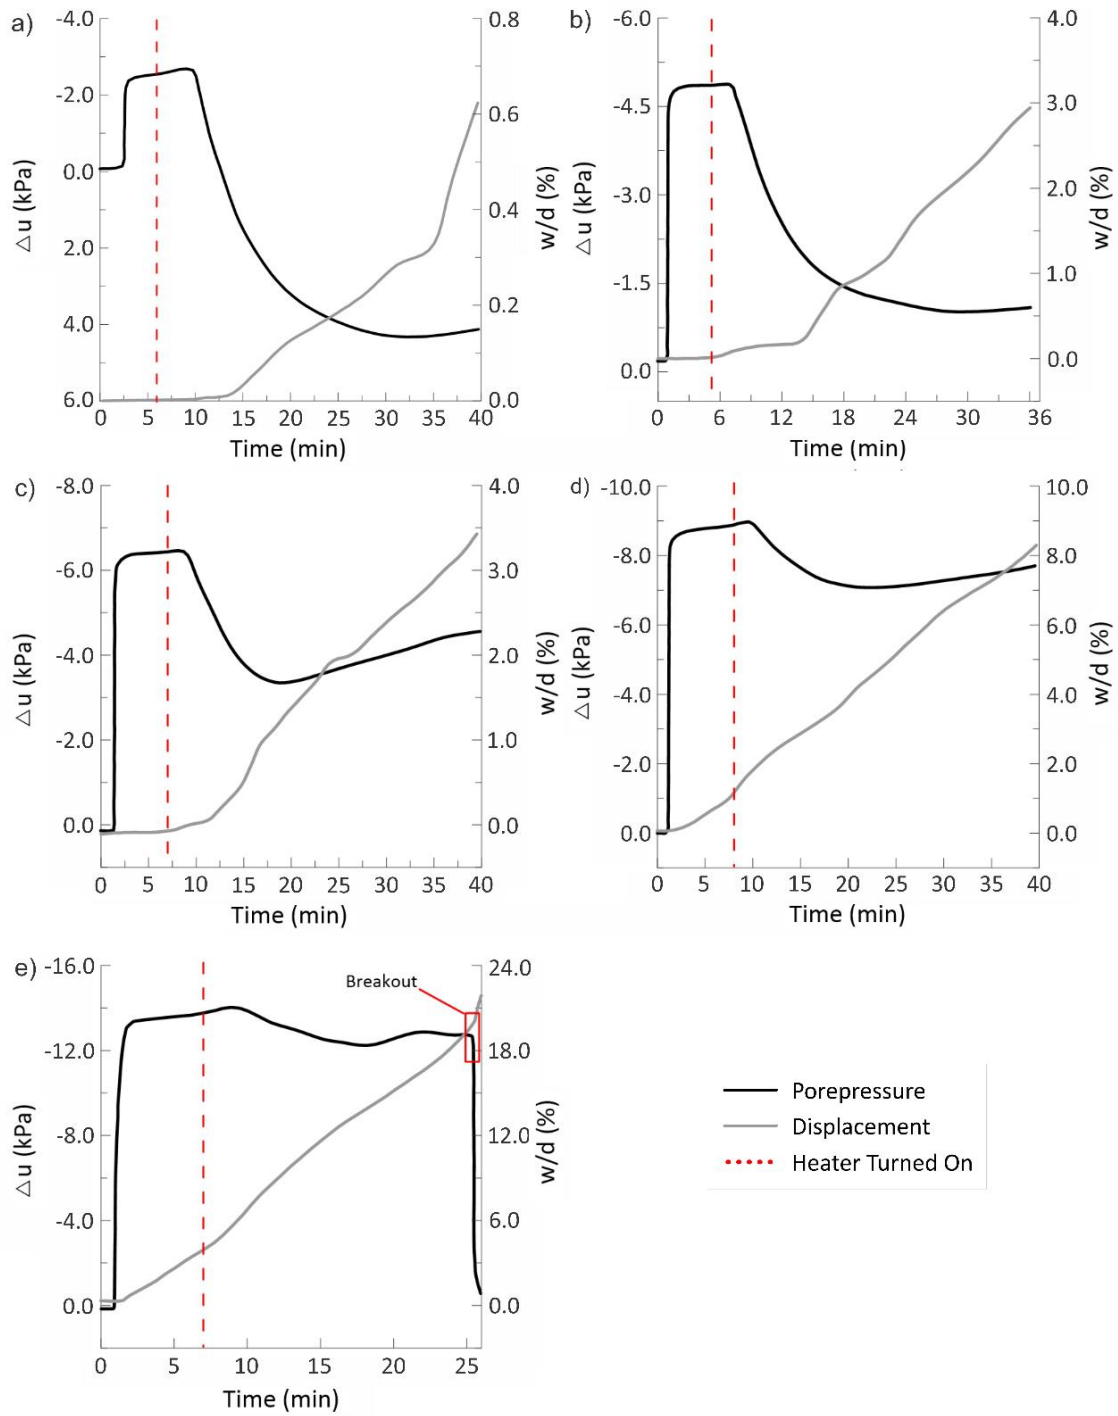 a)
-4.0
-2.0
0.0
2.0
4.0
6.0
△u (kPa)
0.8
0.6
0.4
0.2
0.0
w/d (%)
0 5 10 15 20 25 30 35 40
Time (min)
b)
-6.0
-4.5
-3.0
-1.5
0.0
△u (kPa)
4.0
3.0
2.0
1.0
0.0
w/d (%)
0 6 12 18 24 30 36
Time (min)
c)
-8.0
-6.0
-4.0
-2.0
0.0
△u (kPa)
4.0
3.0
2.0
1.0
0.0
w/d (%)
0 5 10 15 20 25 30 35 40
Time (min)
d)
-10.0
-8.0
-6.0
-4.0
-2.0
0.0
△u (kPa)
10.0
8.0
6.0
4.0
2.0
0.0
w/d (%)
0 5 10 15 20 25 30 35 40
Time (min)
e)
-16.0
-12.0
-8.0
-4.0
0.0
△u (kPa)
Breakout
24.0
18.0
12.0
6.0
0.0
w/d (%)
0 5 10 15 20 25
Time (min)
Porepressure
Displacement
Heater Turned On